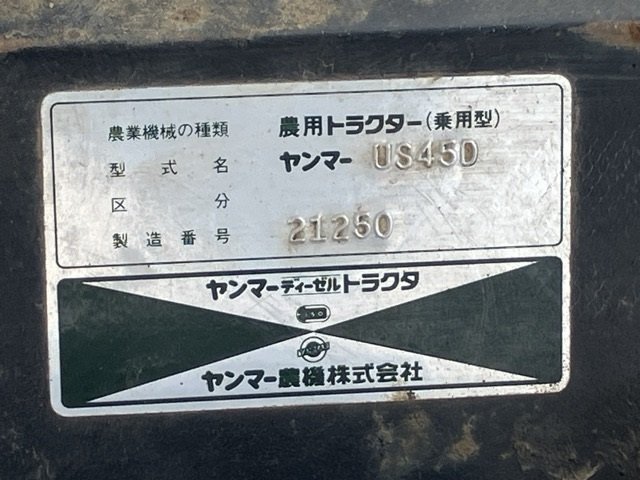 農業機械の種類 農用トラクター(乗用型)
型式名 ヤンマー US45D
区分
製造番号 21250
ヤンマーディーゼルトラクタ
ヤンマー農機株式会社